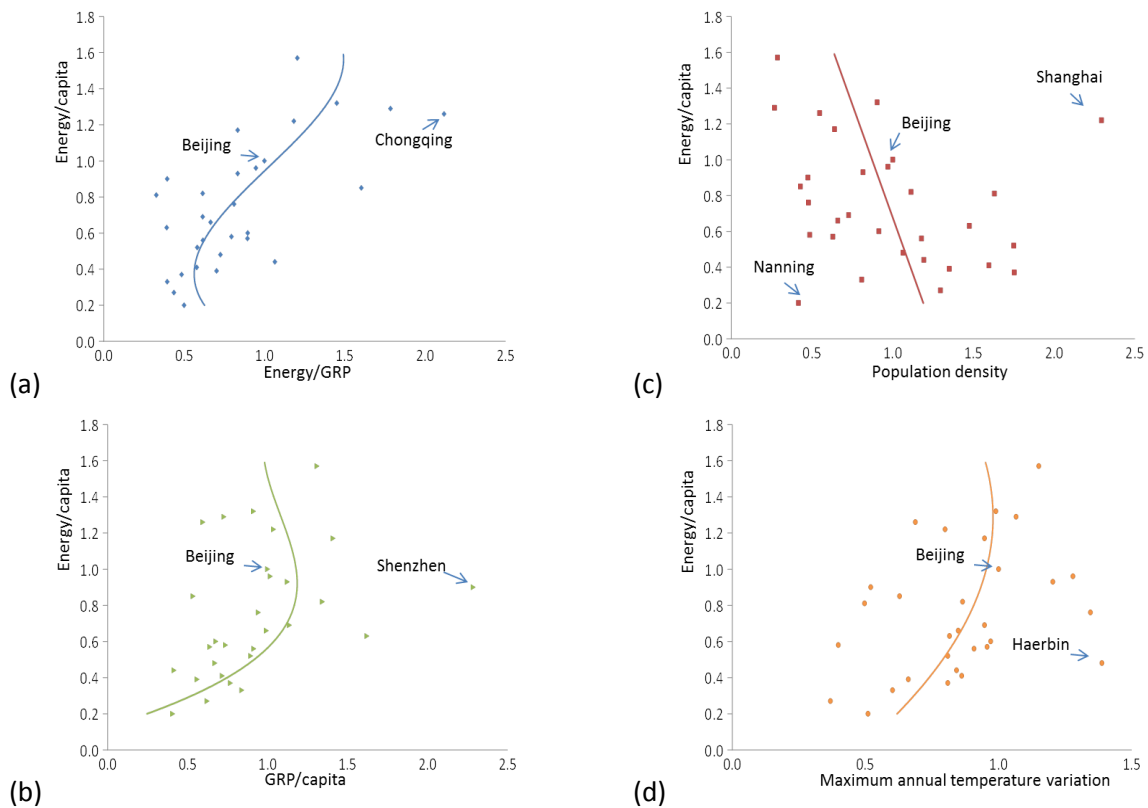 1.8
1.6
1.4
1.2
1.0
0.8
0.6
0.4
0.2
0.0
Energy/capita
Beijing
Chongqing
0.0 0.5 1.0 1.5 2.0 2.5
Energy/GRP
(a)
1.8
1.6
1.4
1.2
1.0
0.8
0.6
0.4
0.2
0.0
Energy/capita
Shanghai
Beijing
Nanning
0.0 0.5 1.0 1.5 2.0 2.5
Population density
(c)
1.8
1.6
1.4
1.2
1.0
0.8
0.6
0.4
0.2
0.0
Energy/capita
Beijing
Shenzhen
0.0 0.5 1.0 1.5 2.0 2.5
GRP/capita
(b)
1.8
1.6
1.4
1.2
1.0
0.8
0.6
0.4
0.2
0.0
Energy/capita
Beijing
Haerbin
0.0 0.5 1.0 1.5
Maximum annual temperature variation
(d)